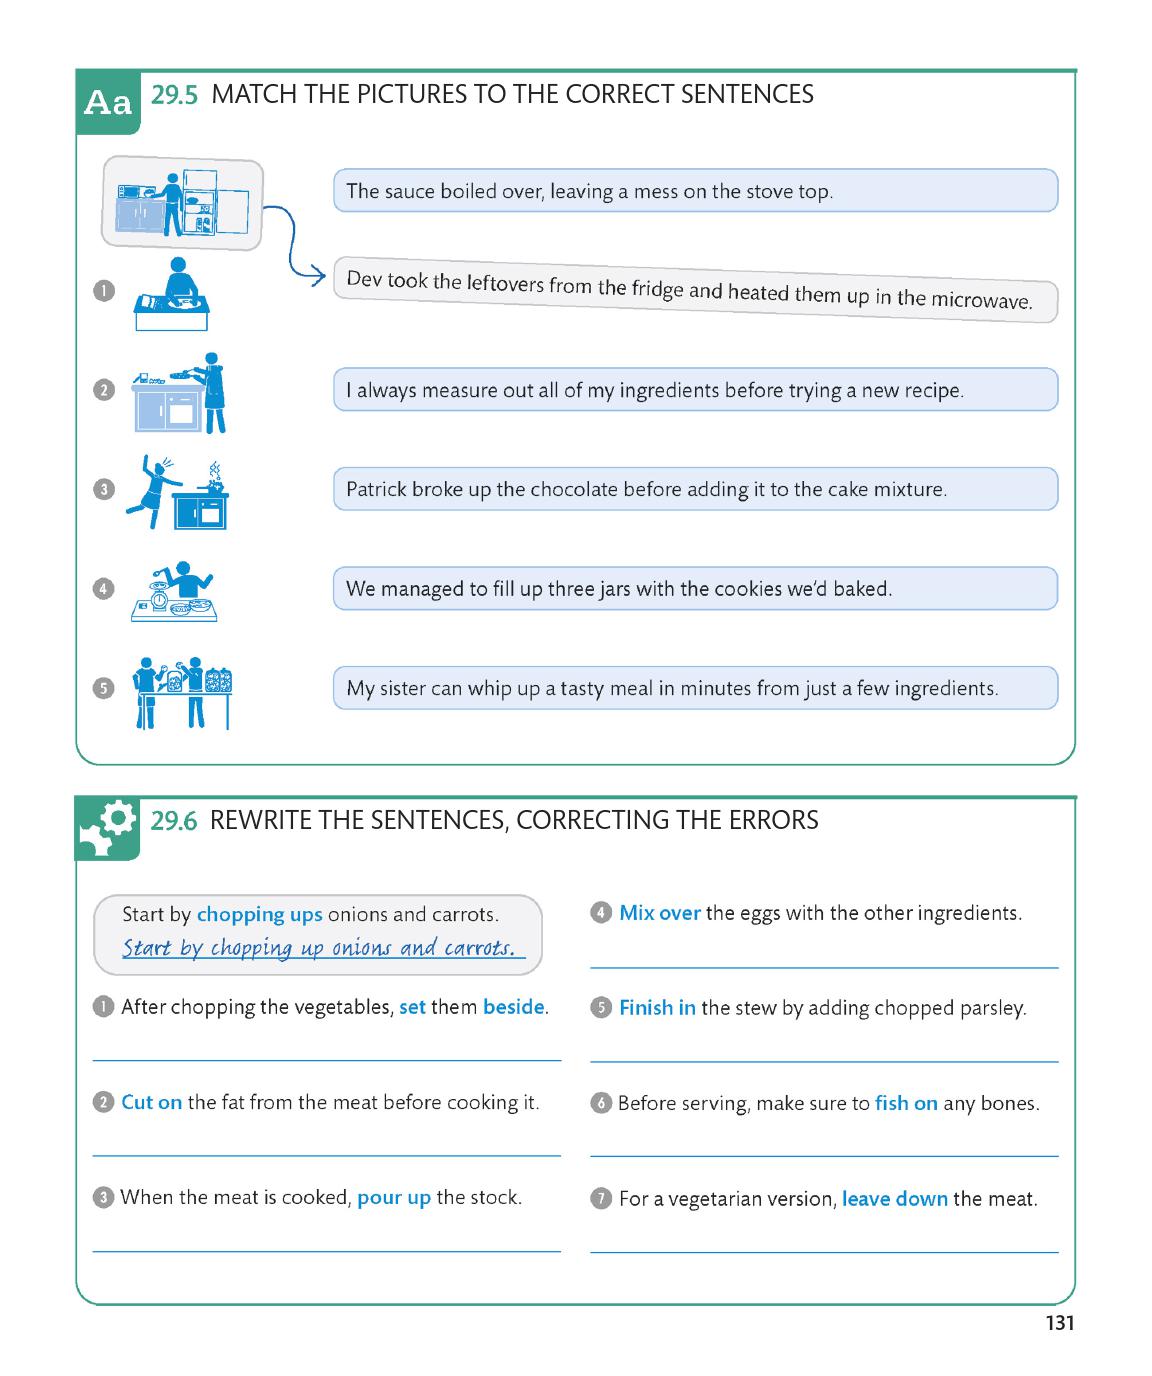 Aa 29.5 MATCH THE PICTURES TO THE CORRECT SENTENCES
The sauce boiled over, leaving a mess on the stove top.
Dev took the leftovers from the fridge and heated them up in the microwave.
1
2
I always measure out all of my ingredients before trying a new recipe.
3
Patrick broke up the chocolate before adding it to the cake mixture.
4
We managed to fill up three jars with the cookies we'd baked.
5
My sister can whip up a tasty meal in minutes from just a few ingredients.
29.6 REWRITE THE SENTENCES, CORRECTING THE ERRORS
Start by chopping ups onions and carrots.
Start by chopping up onions and carrots.
1 After chopping the vegetables, set them beside.
2 Cut on the fat from the meat before cooking it.
3 When the meat is cooked, pour up the stock.
4 Mix over the eggs with the other ingredients.
5 Finish in the stew by adding chopped parsley.
6 Before serving, make sure to fish on any bones.
7 For a vegetarian version, leave down the meat.
131